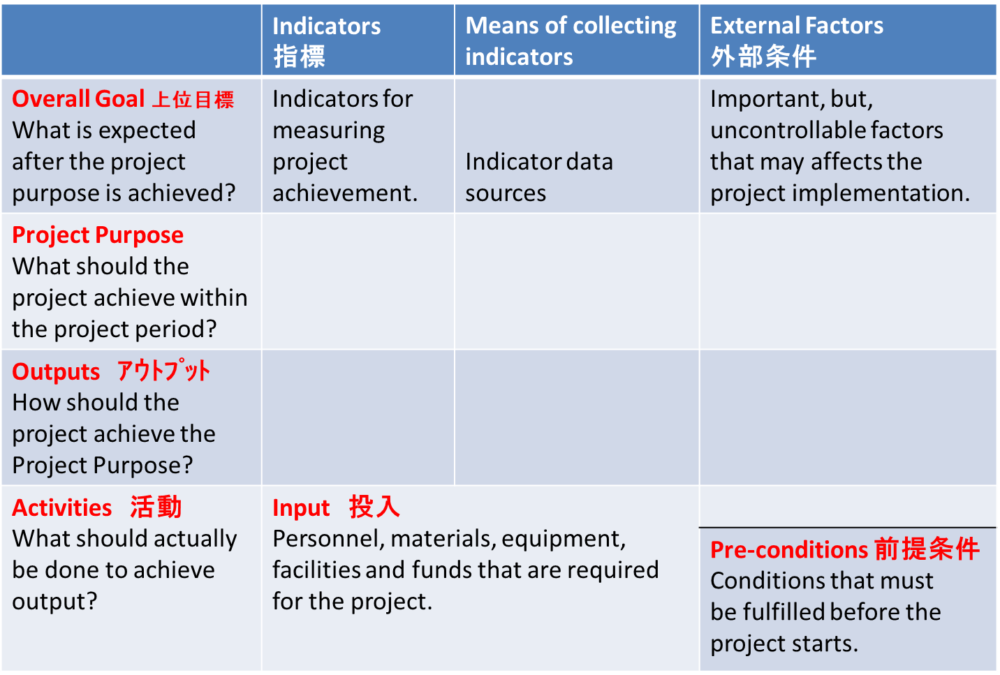 Indicators
指標
Means of collecting
indicators
External Factors
外部条件
Overall Goal 上位目標
What is expected
after the project
purpose is achieved?
Indicators for
measuring
project
achievement.
Indicator data
sources
Important, but,
uncontrollable factors
that may affects the
project implementation.
Project Purpose
What should the
project achieve within
the project period?
Outputs ｱｳﾄﾌﾟｯﾄ
How should the
project achieve the
Project Purpose?
Activities 活動
What should actually
be done to achieve
output?
Input 投入
Personnel, materials, equipment,
facilities and funds that are required
for the project.
Pre-conditions 前提条件
Conditions that must
be fulfilled before the
project starts.